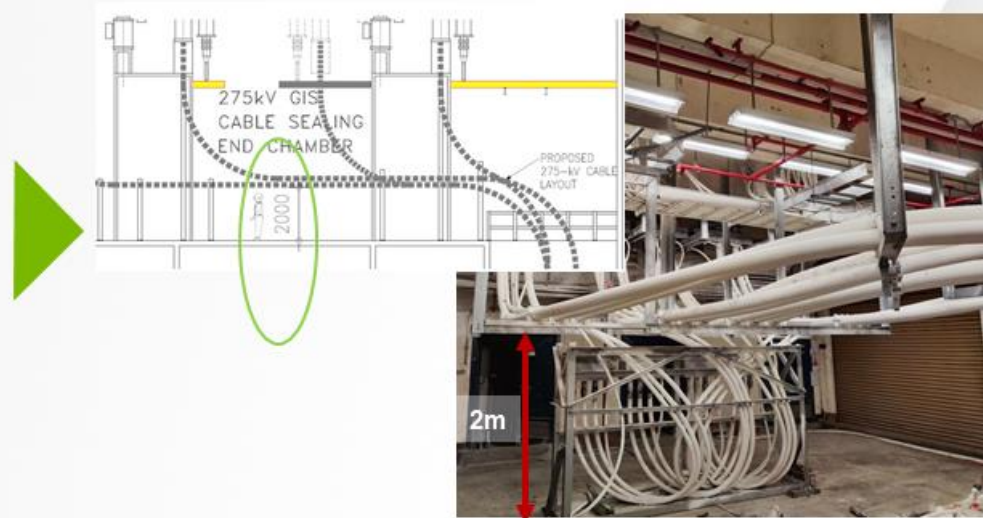 275kV GIS
CABLE SEALING
END CHAMBER
PROPOSED
275-kV CABLE
LAYOUT
2000
2m